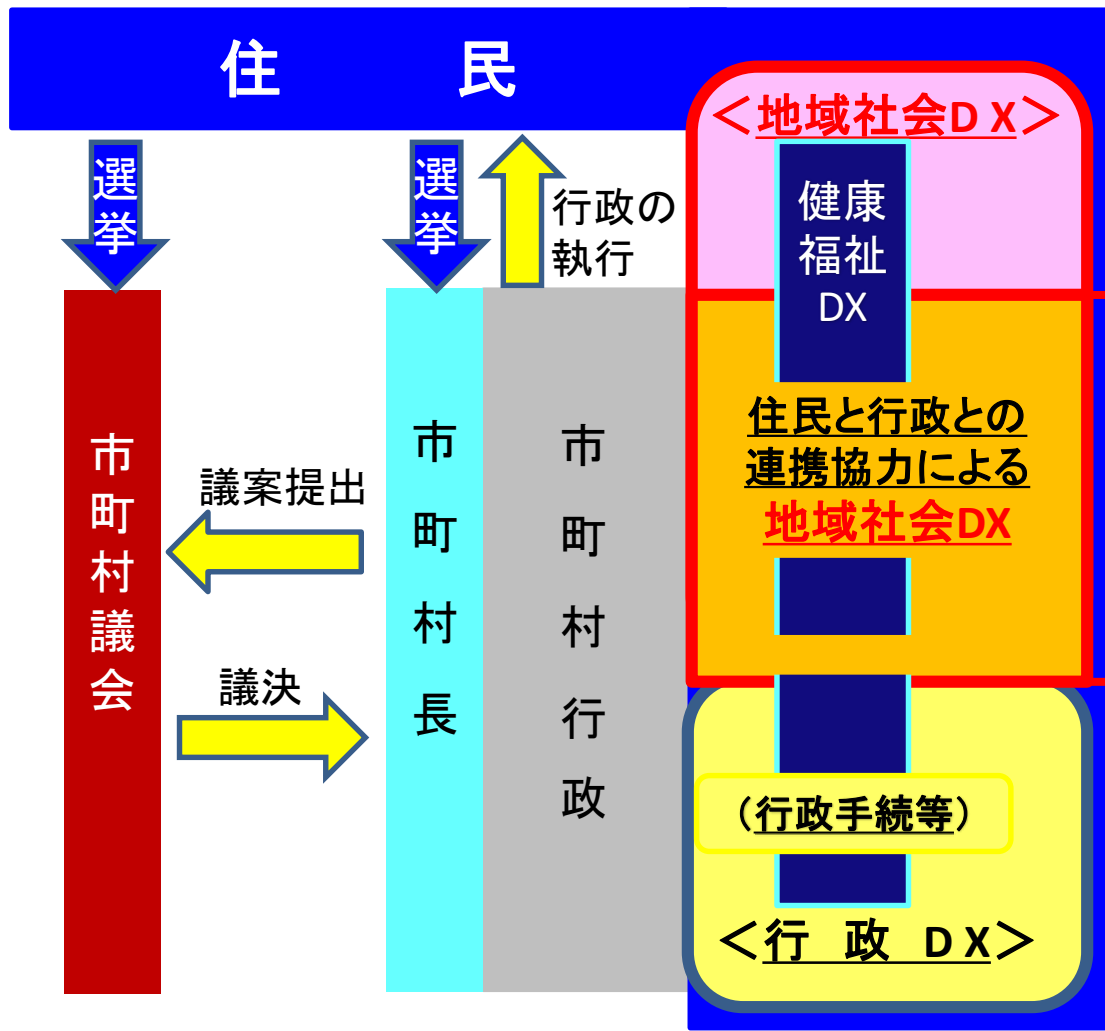 住　民
＜地域社会DX＞
選挙
選挙
行政の
執行
健康
福祉
DX
市町村議会
議案提出
議決
市町村長
市町村行政
住民と行政との
連携協力による
地域社会DX
（行政手続等）
＜行　政　DX＞